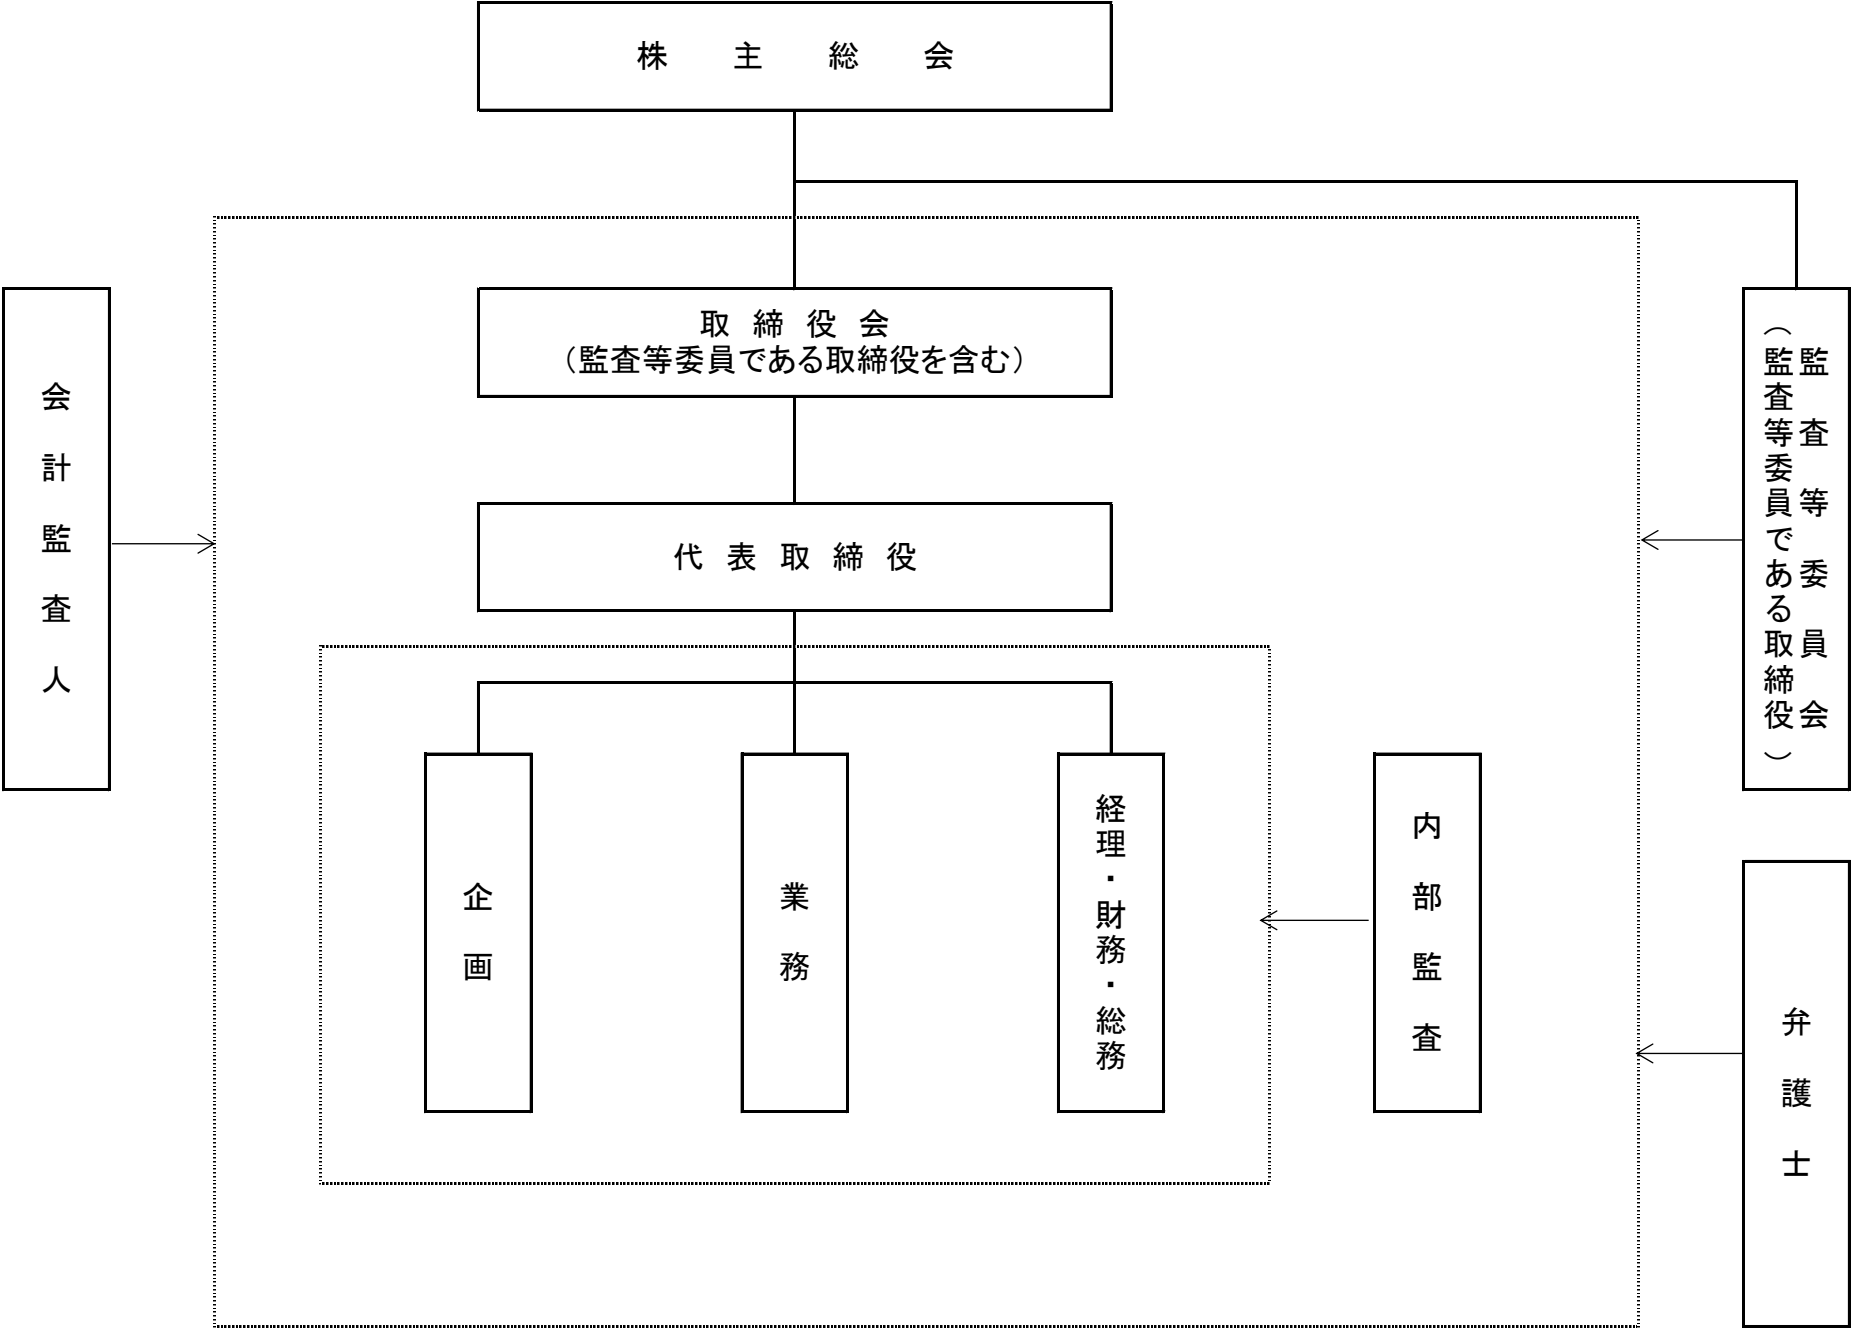 株主総会
取締役会
（監査等委員である取締役を含む）
会計監査人
監査等委員会
（監査等委員である取締役）
代表取締役
企画
業務
経理・財務・総務
内部監査
弁護士